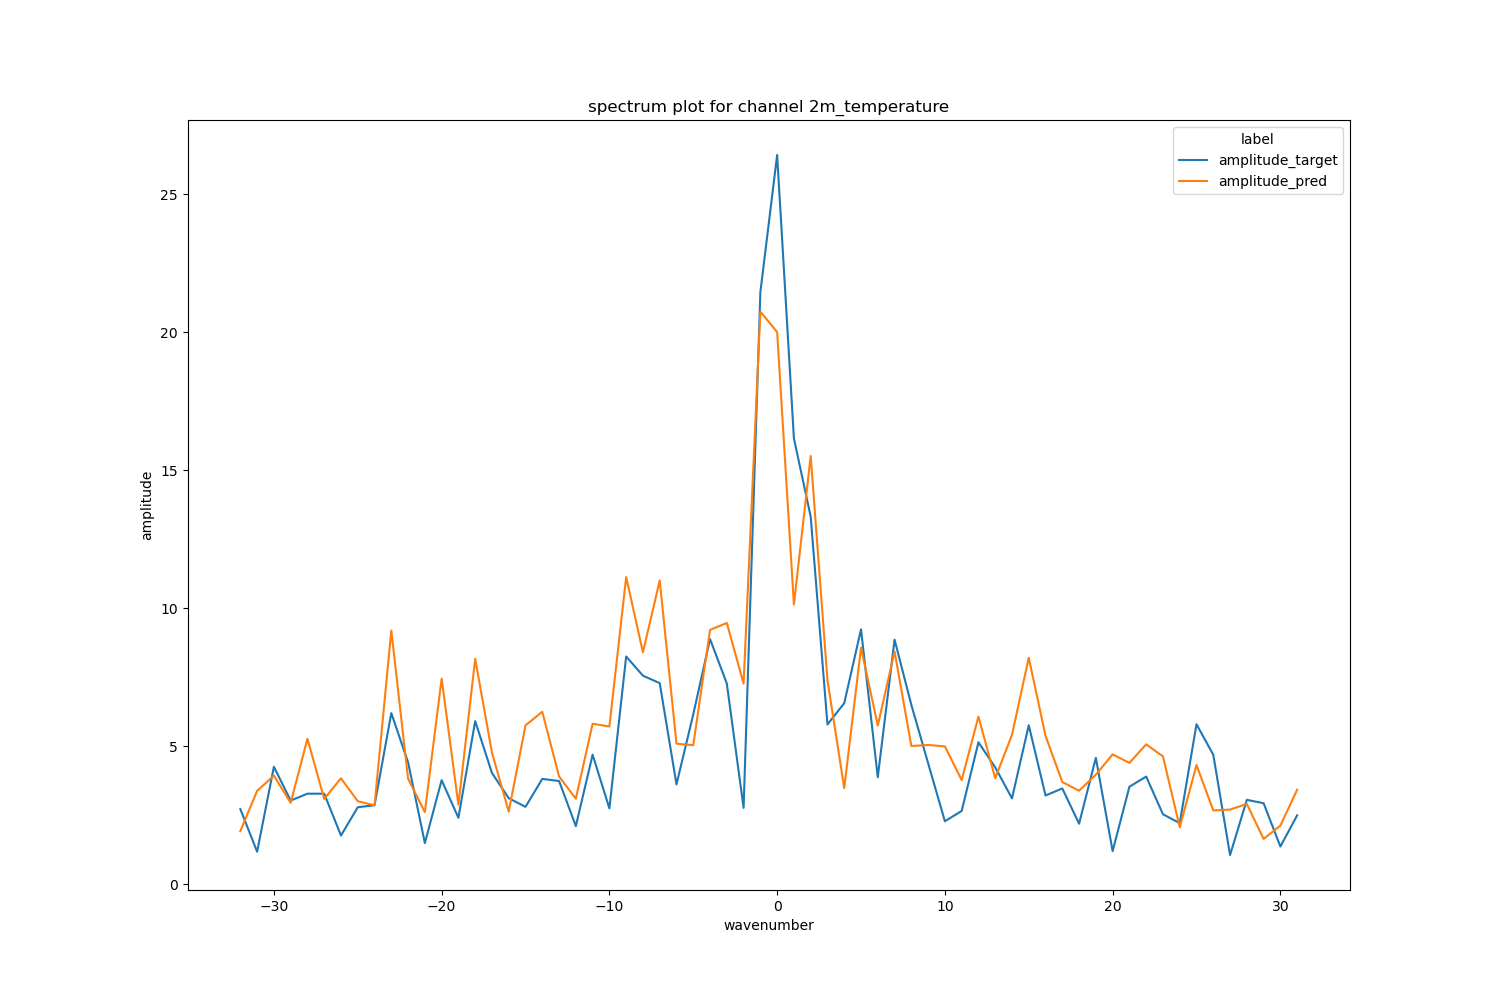 spectrum plot for channel 2m_temperature
label
amplitude_target
amplitude_pred
25
20
15
10
5
0
amplitude
−30
−20
−10
0
10
20
30
wavenumber